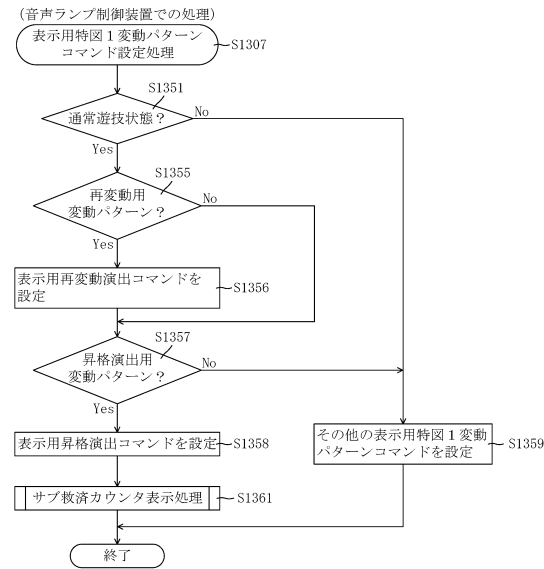 （音声ランプ制御装置での処理）
表示用特図１変動パターン
コマンド設定処理
S1307
S1351
通常遊技状態？
No
Yes
S1355
再変動用
変動パターン？
No
Yes
表示用再変動演出コマンドを
設定
S1356
S1357
昇格演出用
変動パターン？
No
Yes
表示用昇格演出コマンドを設定
S1358
その他の表示用特図１変動
パターンコマンドを設定
S1359
サブ救済カウンタ表示処理
S1361
終了